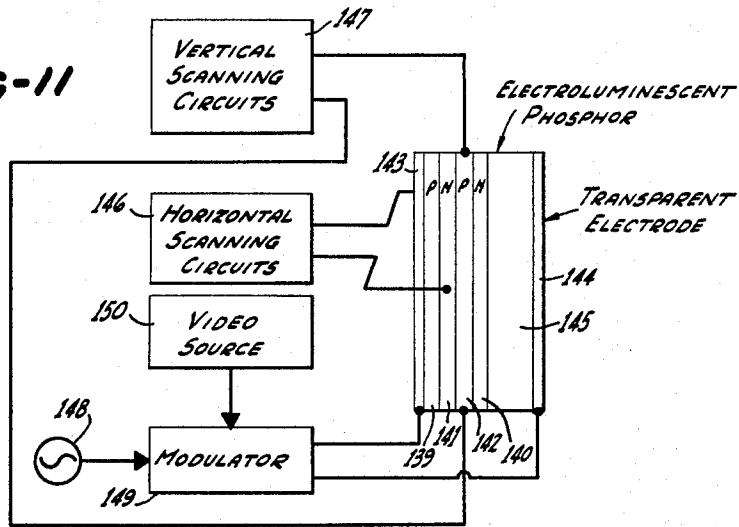 G-11
147
VERTICAL
SCANNING
CIRCUITS
ELECTROLUMINESCENT
PHOSPHOR
143
P N P N
146
HORIZONTAL
SCANNING
CIRCUITS
TRANSPARENT
ELECTRODE
144
145
150
VIDEO
SOURCE
148
MODULATOR
149
139
141
142
140